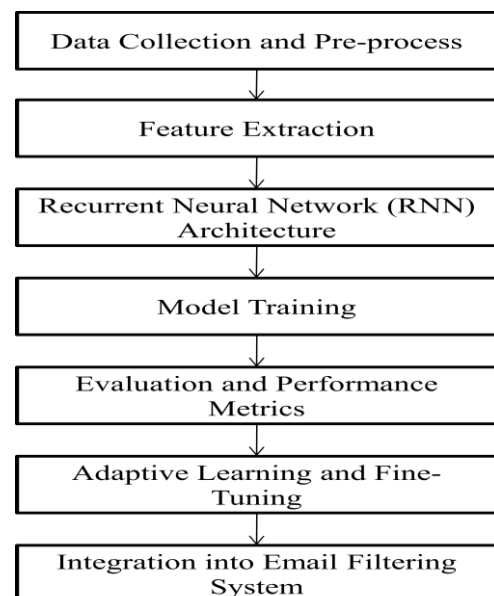 Data Collection and Pre-process
Feature Extraction
Recurrent Neural Network (RNN)
Architecture
Model Training
Evaluation and Performance
Metrics
Adaptive Learning and Fine-
Tuning
Integration into Email Filtering
System